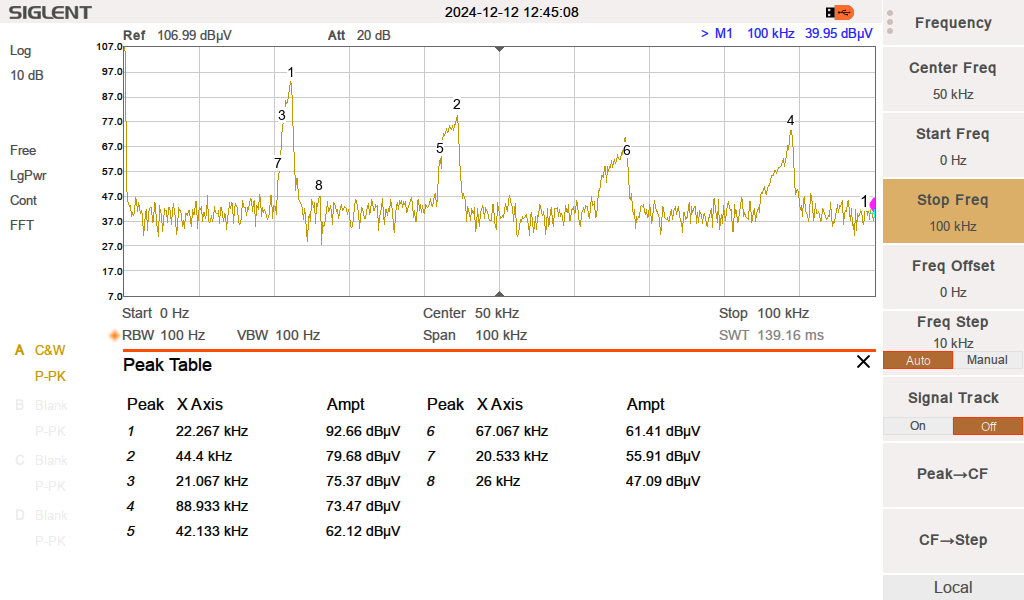 SIGLENT
2024-12-12 12:45:08
Log
10 dB
Free
LgPwr
Cont
FFT
A C&W
P-PK
B Blank
P-PK
C Blank
P-PK
D Blank
P-PK
Ref 106.99 dBµV
Att 20 dB
> M1 100 kHz 39.95 dBµV
107.0
97.0
87.0
77.0
67.0
57.0
47.0
37.0
27.0
17.0
7.0
1
2
3
4
5
6
7
8
1
Start 0 Hz
Center 50 kHz
Stop 100 kHz
RBW 100 Hz
VBW 100 Hz
Span 100 kHz
SWT 139.16 ms
Peak Table
Peak X Axis Ampt Peak X Axis Ampt
1 22.267 kHz 92.66 dBµV 6 67.067 kHz 61.41 dBµV
2 44.4 kHz 79.68 dBµV 7 20.533 kHz 55.91 dBµV
3 21.067 kHz 75.37 dBµV 8 26 kHz 47.09 dBµV
4 88.933 kHz 73.47 dBµV
5 42.133 kHz 62.12 dBµV
Frequency
Center Freq
50 kHz
Start Freq
0 Hz
Stop Freq
100 kHz
Freq Offset
0 Hz
Freq Step
10 kHz
Auto Manual
Signal Track
On Off
Peak→CF
CF→Step
Local